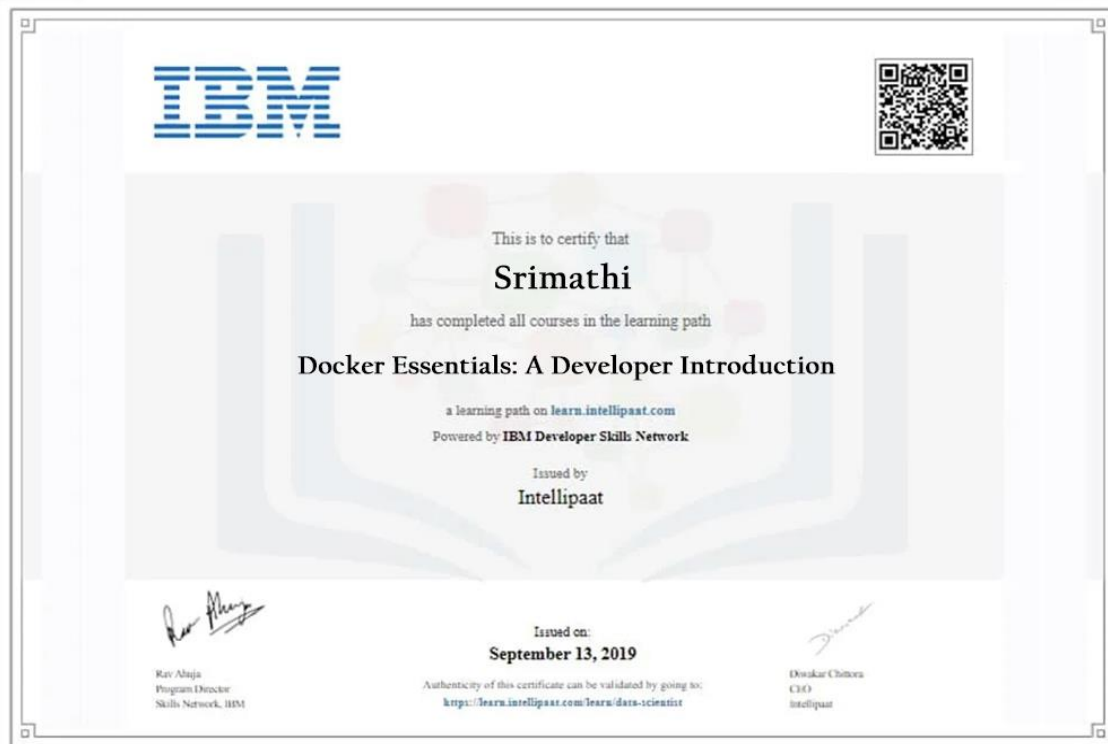 IBM
This is to certify that
Srimathi
has completed all courses in the learning path
Docker Essentials: A Developer Introduction
a learning path on learn.intellipaat.com
Powered by IBM Developer Skills Network
Issued by
Intellipaat
Rav Ahuja
Program Director
Skills Network, IBM
Issued on:
September 13, 2019
Authenticity of this certificate can be validated by going to:
https://learn.intellipaat.com/learn/data-scientist
Diwakar Chittora
CEO
Intellipaat